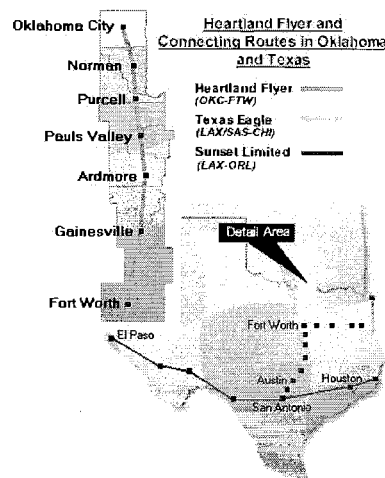 Heartland Flyer and
Connecting Routes in Oklahoma
and Texas
Oklahoma City
Norman
Purcell
Pauls Valley
Ardmore
Gainesville
Fort Worth
Heartland Flyer
(OKC-FTW)
Texas Eagle
(LAX/SAS-CHI)
Sunset Limited
(LAX-ORL)
Detail Area
Fort Worth
El Paso
Austin
Houston
San Antonio